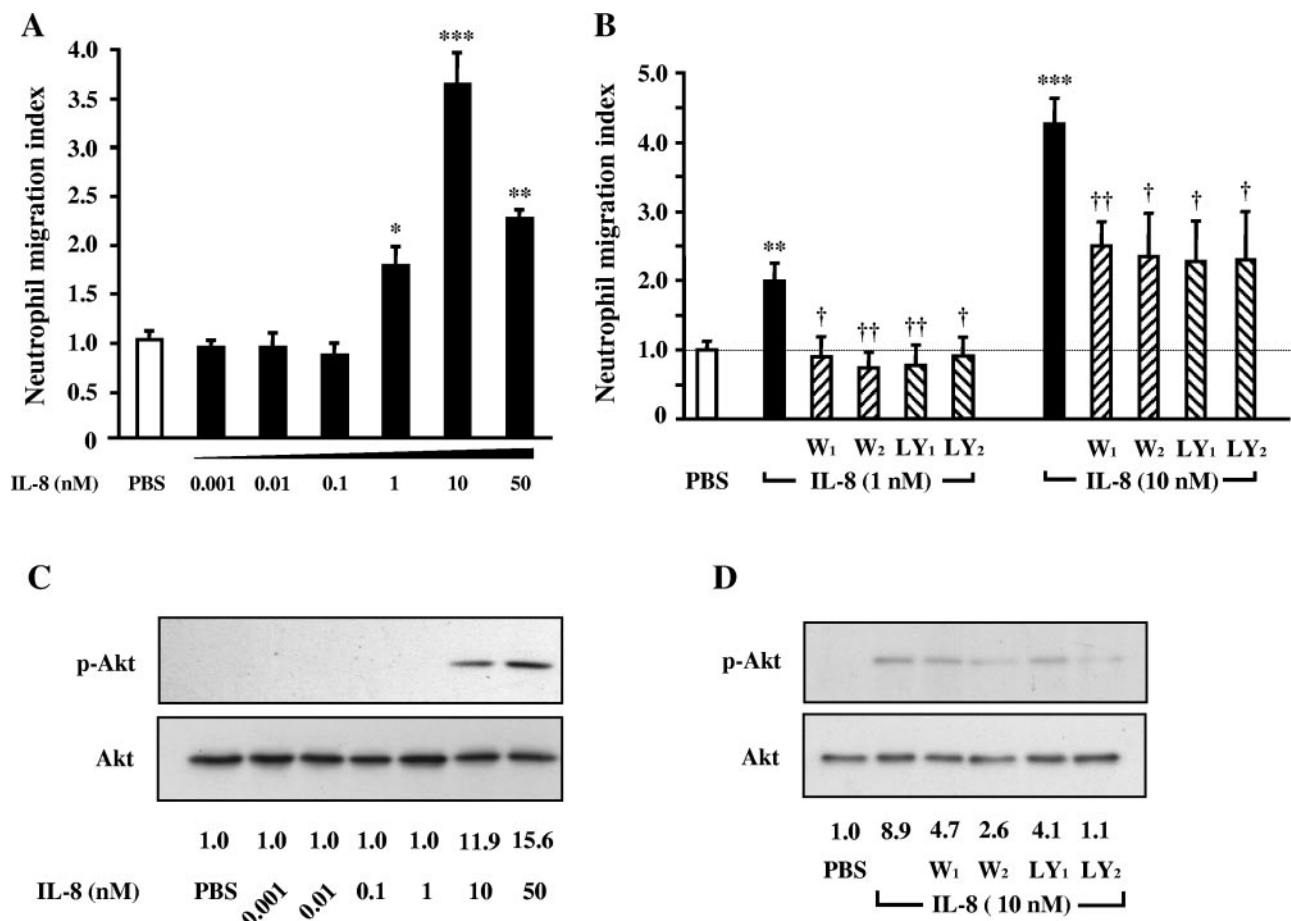 A
Neutrophil migration index
4.0
3.5
3.0
2.5
2.0
1.5
1.0
0.5
0
*
***
**
IL-8 (nM) PBS 0.001 0.01 0.1 1 10 50
B
Neutrophil migration index
5.0
4.0
3.0
2.0
1.0
0
** † †† †† †
*** †† † † †
W₁ W₂ LY₁ LY₂ W₁ W₂ LY₁ LY₂
PBS IL-8 (1 nM) IL-8 (10 nM)
C
p-Akt
Akt
1.0 1.0 1.0 1.0 1.0 11.9 15.6
IL-8 (nM) PBS 0.001 0.01 0.1 1 10 50
D
p-Akt
Akt
1.0 8.9 4.7 2.6 4.1 1.1
PBS W₁ W₂ LY₁ LY₂
IL-8 ( 10 nM)